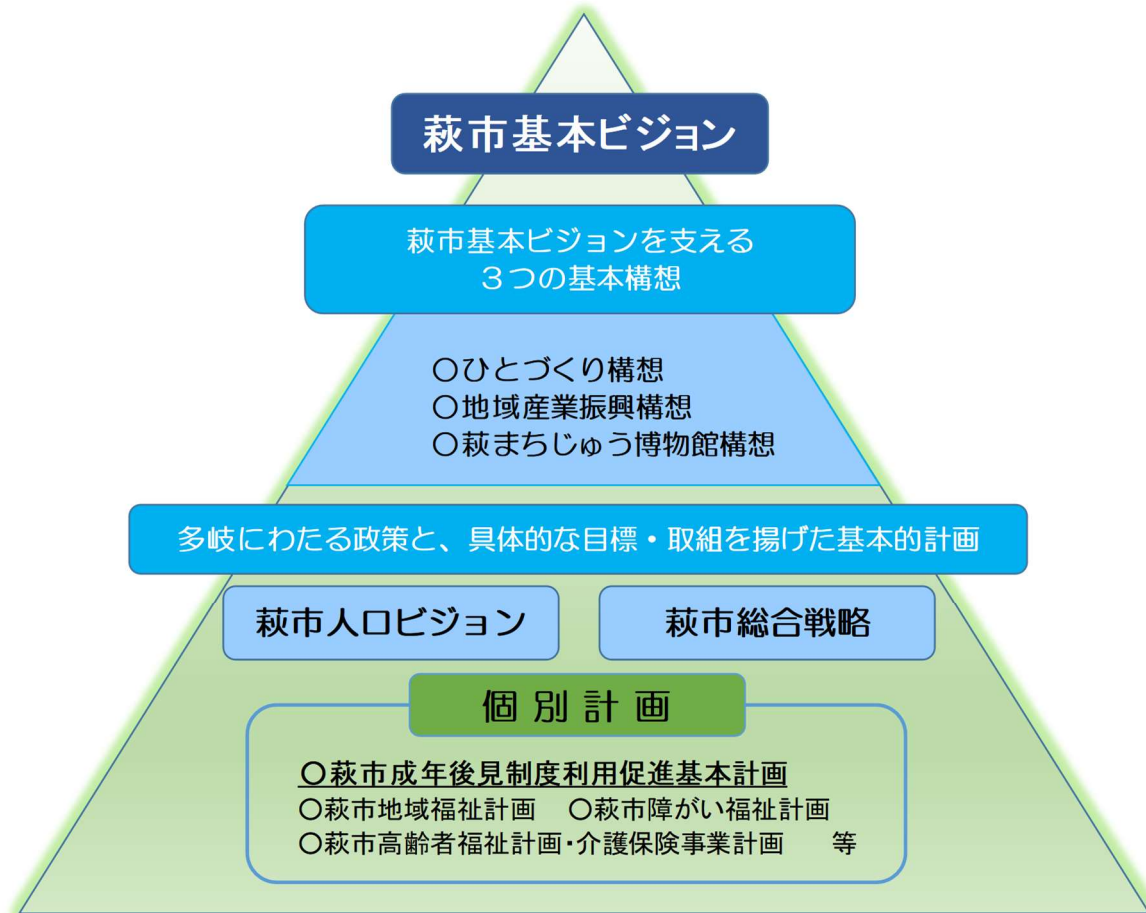 萩市基本ビジョン
萩市基本ビジョンを支える
３つの基本構想
〇ひとづくり構想
〇地域産業振興構想
〇萩まちじゅう博物館構想
多岐にわたる政策と、具体的な目標・取組を揚げた基本的計画
萩市人口ビジョン　萩市総合戦略
個別計画
〇萩市成年後見制度利用促進基本計画
〇萩市地域福祉計画　〇萩市障がい福祉計画
〇萩市高齢者福祉計画・介護保険事業計画　等